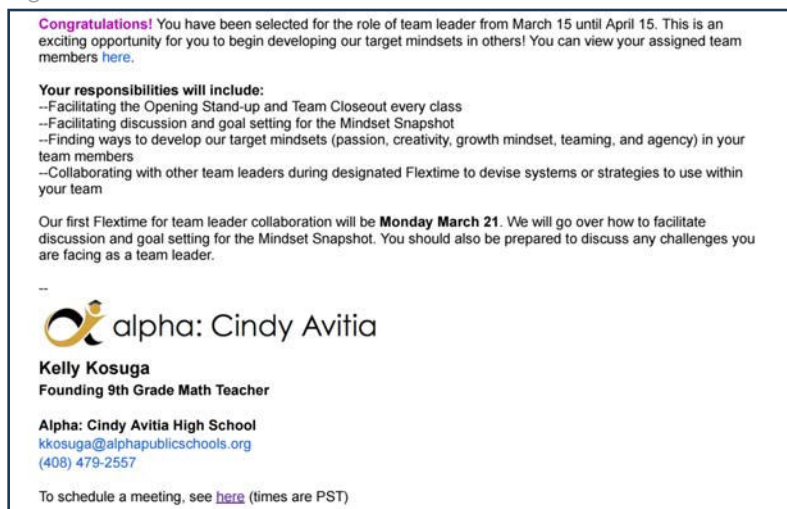 Congratulations! You have been selected for the role of team leader from March 15 until April 15. This is an
exciting opportunity for you to begin developing our target mindsets in others! You can view your assigned team
members here.
Your responsibilities will include:
--Facilitating the Opening Stand-up and Team Closeout every class
--Facilitating discussion and goal setting for the Mindset Snapshot
--Finding ways to develop our target mindsets (passion, creativity, growth mindset, teaming, and agency) in your
team members
--Collaborating with other team leaders during designated Flextime to devise systems or strategies to use within
your team
Our first Flextime for team leader collaboration will be Monday March 21. We will go over how to facilitate
discussion and goal setting for the Mindset Snapshot. You should also be prepared to discuss any challenges you
are facing as a team leader.
--
alpha: Cindy Avitia
Kelly Kosuga
Founding 9th Grade Math Teacher
Alpha: Cindy Avitia High School
kkosuga@alphapublicschools.org
(408) 479-2557
To schedule a meeting, see here (times are PST)